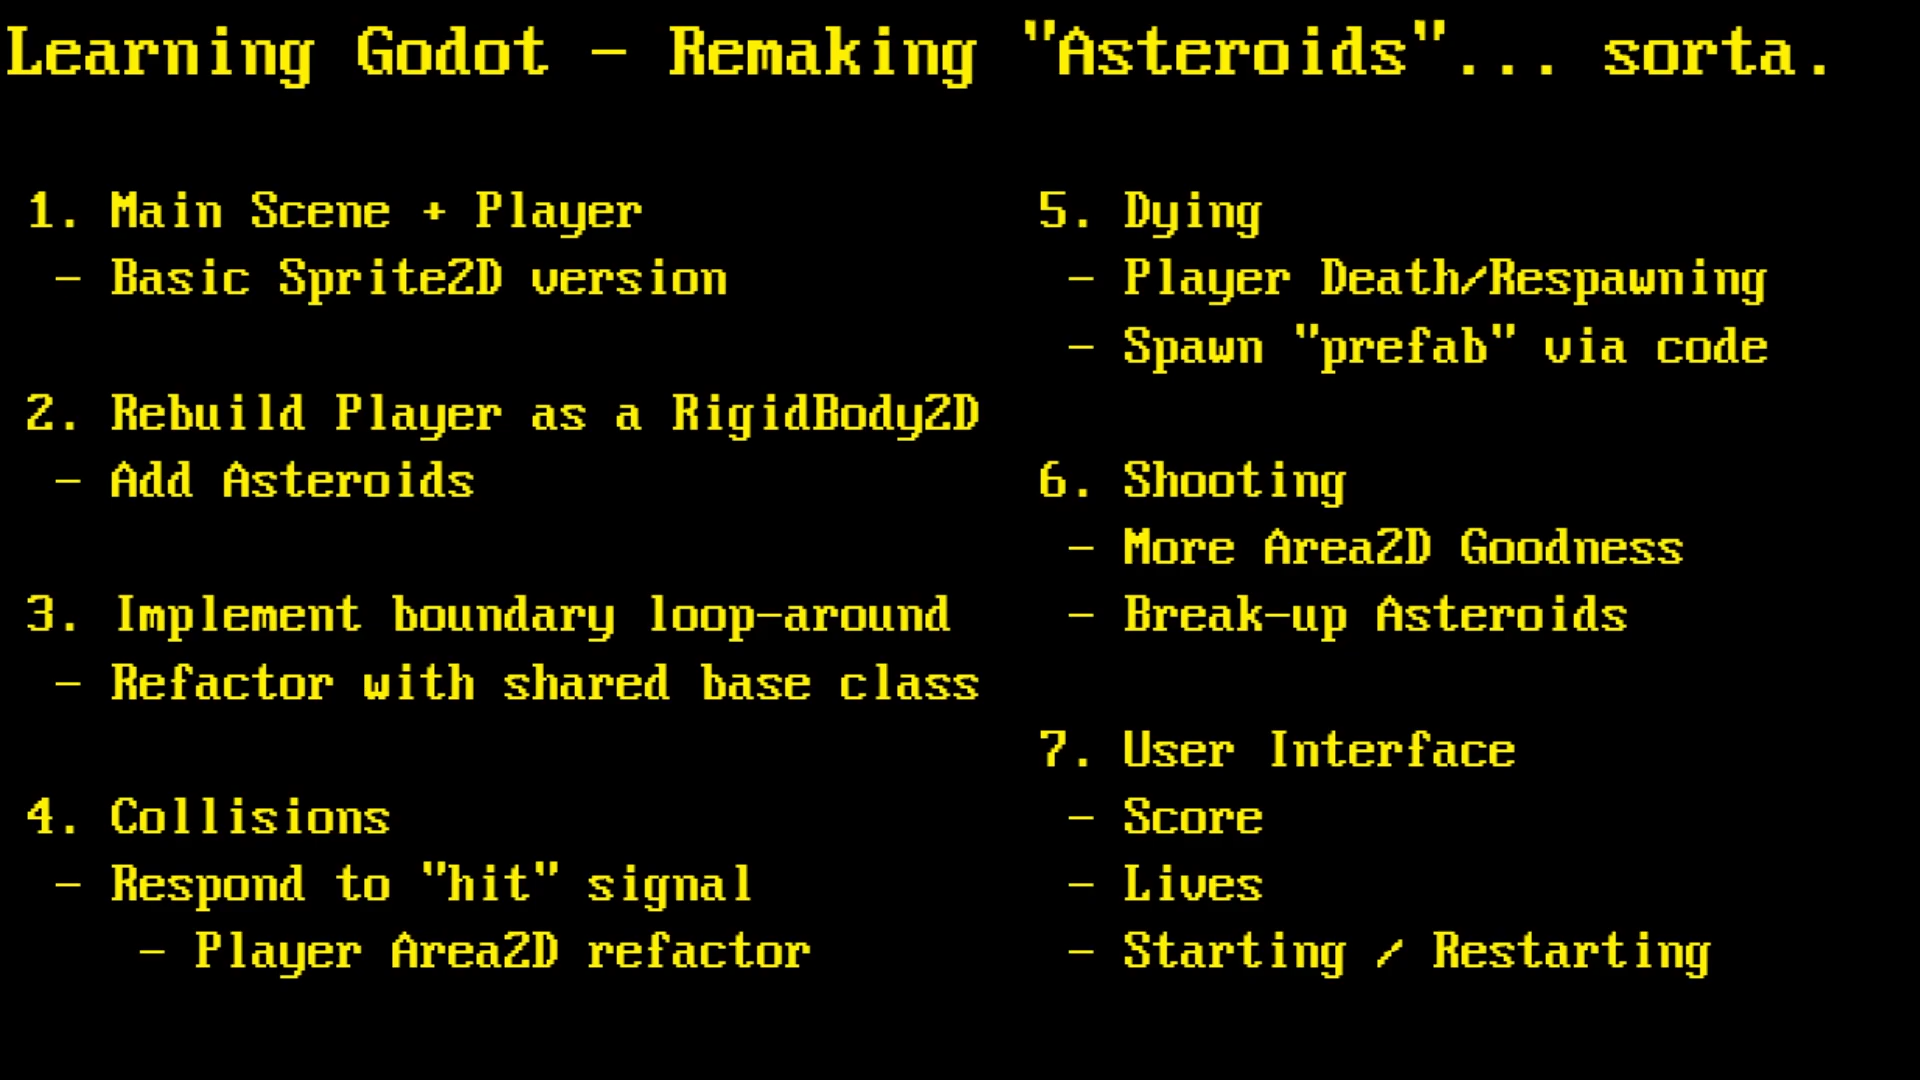 Learning Godot - Remaking "Asteroids"... sorta.
1. Main Scene + Player
- Basic Sprite2D version
2. Rebuild Player as a RigidBody2D
- Add Asteroids
3. Implement boundary loop-around
- Refactor with shared base class
4. Collisions
- Respond to "hit" signal
- Player Area2D refactor
5. Dying
- Player Death/Respawning
- Spawn "prefab" via code
6. Shooting
- More Area2D Goodness
- Break-up Asteroids
7. User Interface
- Score
- Lives
- Starting / Restarting